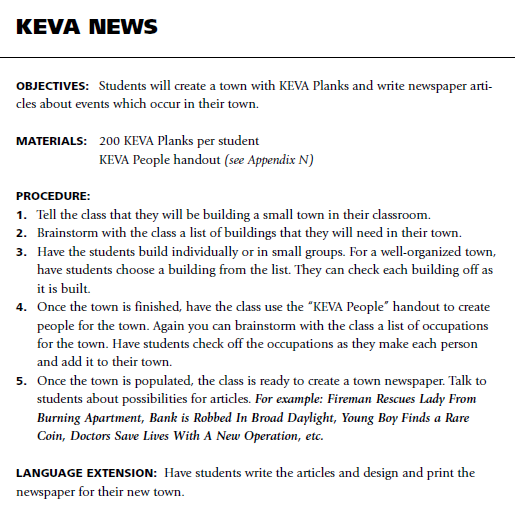 KEVA NEWS
OBJECTIVES: Students will create a town with KEVA Planks and write newspaper arti-
cles about events which occur in their town.
MATERIALS: 200 KEVA Planks per student
KEVA People handout (see Appendix N)
PROCEDURE:
1. Tell the class that they will be building a small town in their classroom.
2. Brainstorm with the class a list of buildings that they will need in their town.
3. Have the students build individually or in small groups. For a well-organized town,
have students choose a building from the list. They can check each building off as
it is built.
4. Once the town is finished, have the class use the “KEVA People” handout to create
people for the town. Again you can brainstorm with the class a list of occupations
for the town. Have students check off the occupations as they make each person
and add it to their town.
5. Once the town is populated, the class is ready to create a town newspaper. Talk to
students about possibilities for articles. For example: Fireman Rescues Lady From
Burning Apartment, Bank is Robbed In Broad Daylight, Young Boy Finds a Rare
Coin, Doctors Save Lives With A New Operation, etc.
LANGUAGE EXTENSION: Have students write the articles and design and print the
newspaper for their new town.